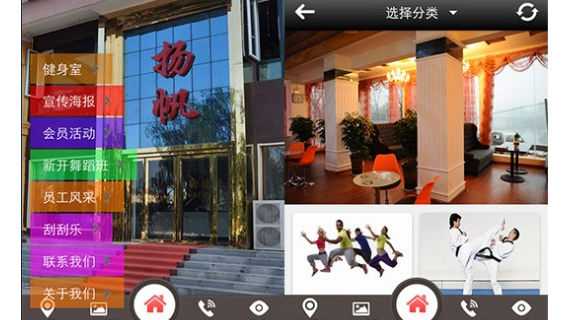 扬
帆
健身室
宣传海报
会员活动
新开舞蹈班
员工风采
刮刮乐
联系我们
关于我们
选择分类